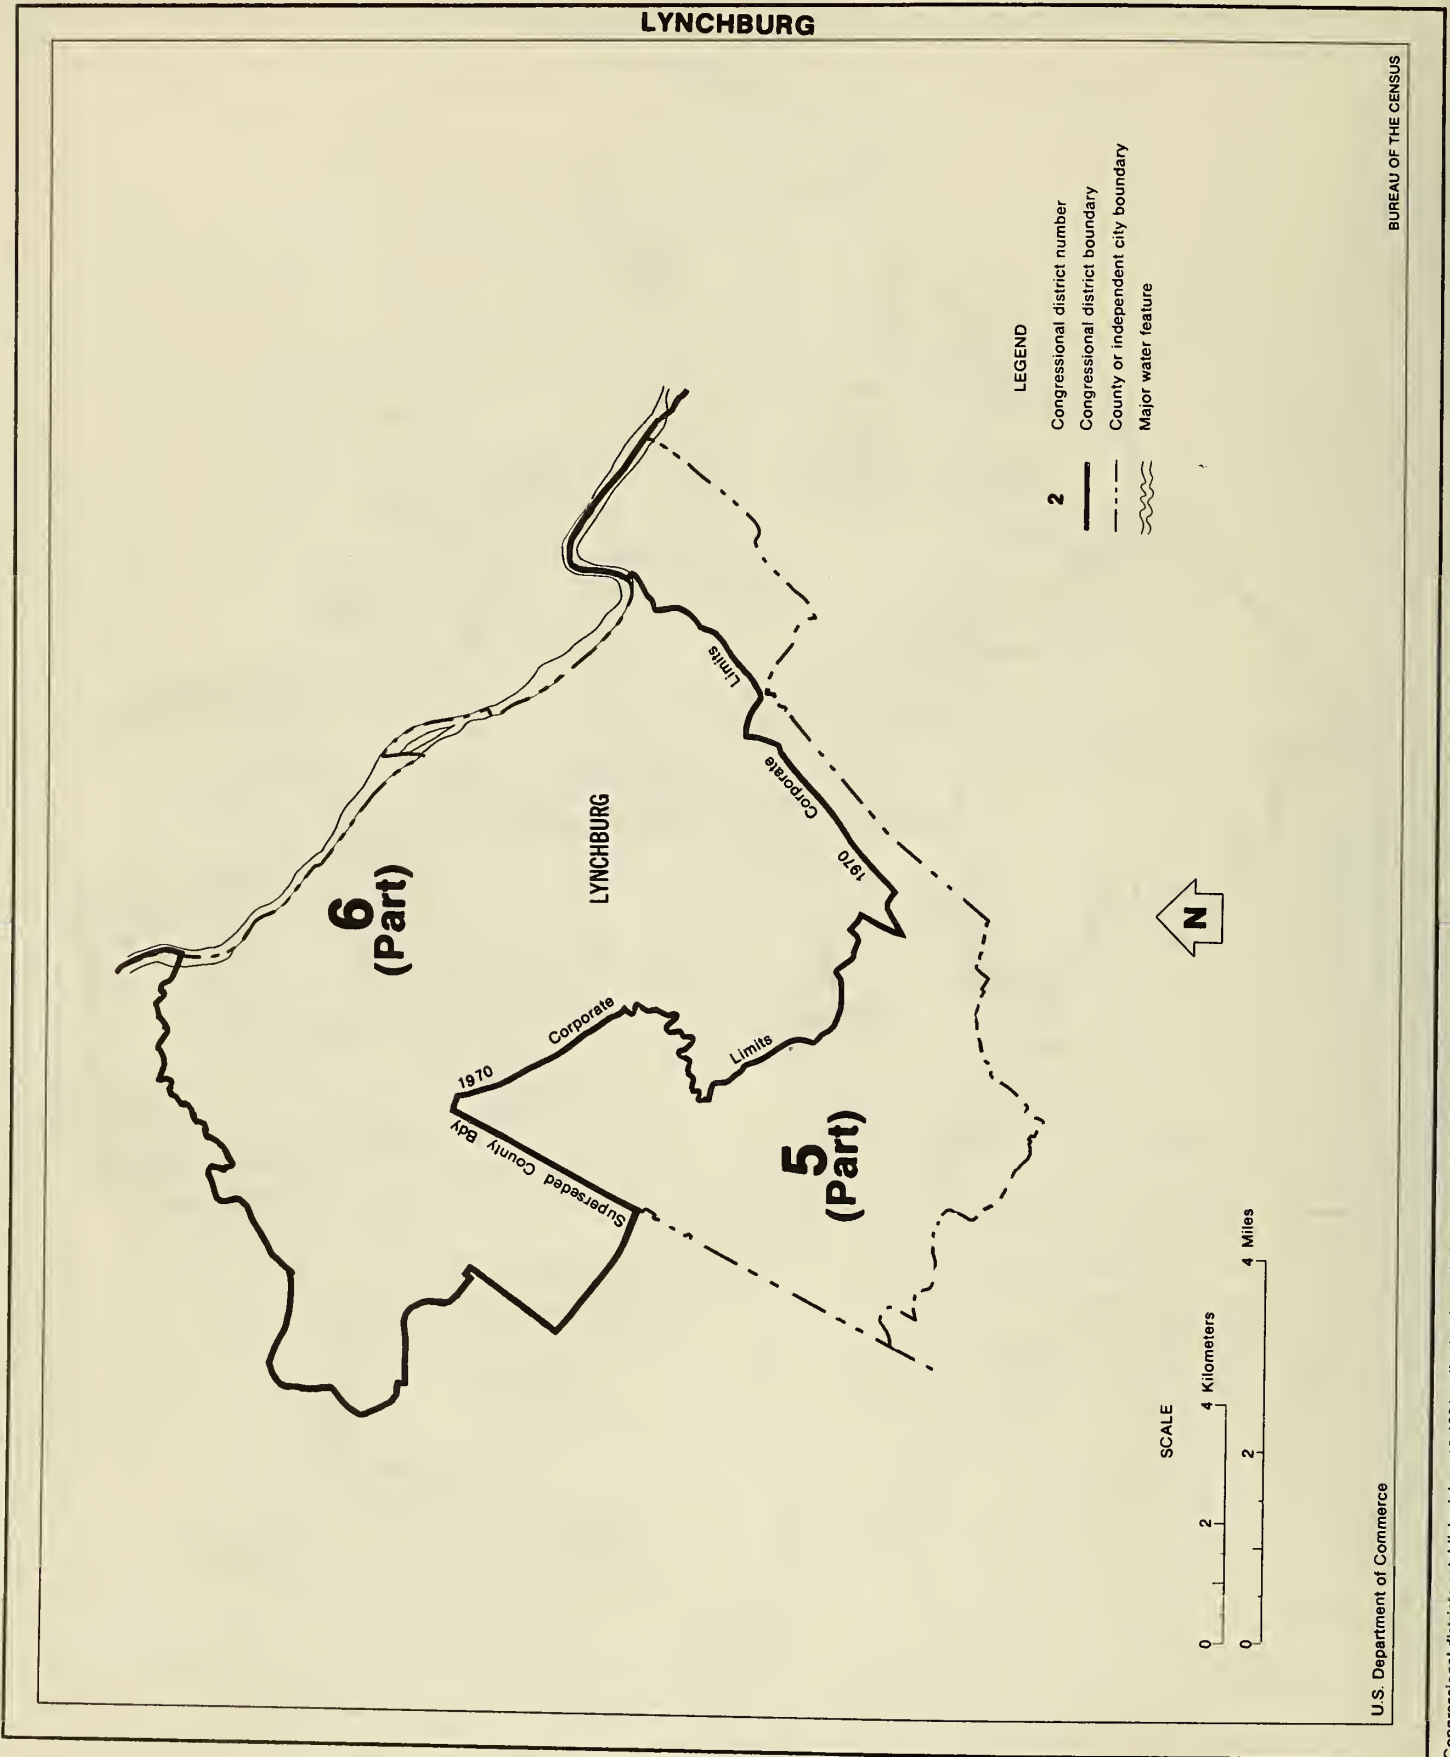 LYNCHBURG
6
(Part)
LYNCHBURG
5
(Part)
1970
Corporate
Limits
1970
Corporate
Limits
Superseded County Bdy
N
LEGEND
2 Congressional district number
Congressional district boundary
County or independent city boundary
Major water feature
SCALE
0 2 4 Kilometers
0 2 4 Miles
U.S. Department of Commerce
BUREAU OF THE CENSUS